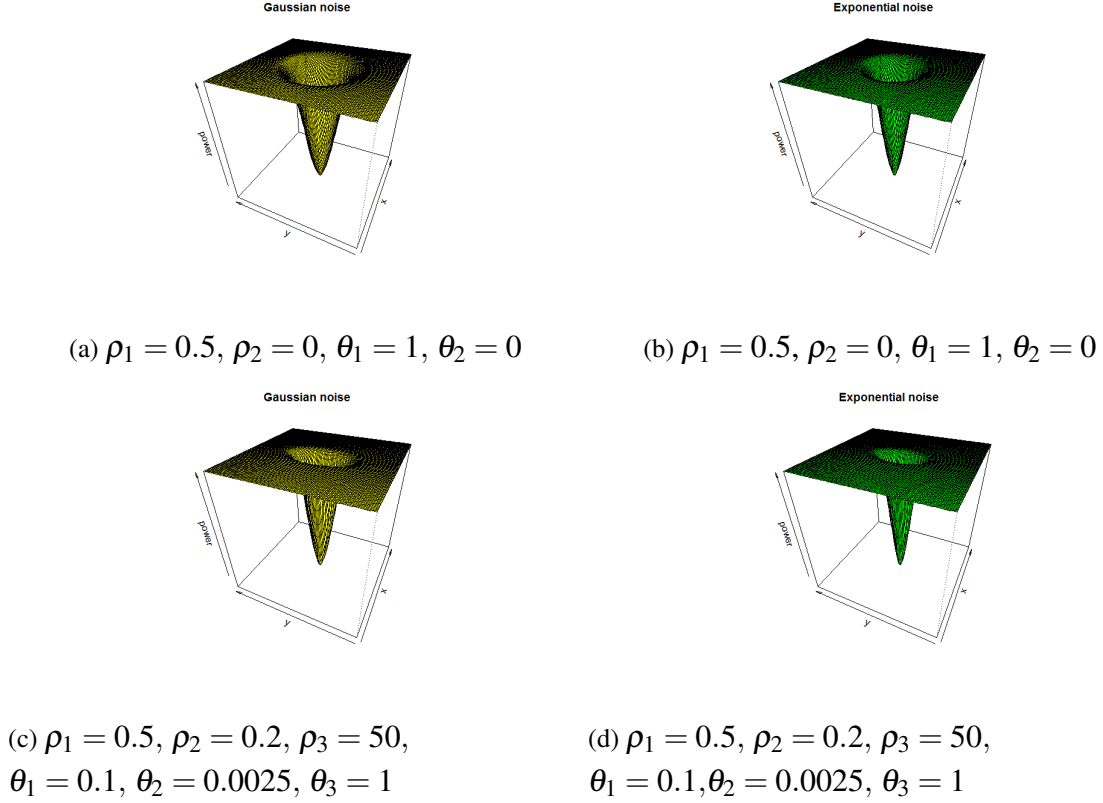 Gaussian noise
Exponential noise
power
x
y
power
x
y
(a) ρ₁ = 0.5, ρ₂ = 0, θ₁ = 1, θ₂ = 0
(b) ρ₁ = 0.5, ρ₂ = 0, θ₁ = 1, θ₂ = 0
Gaussian noise
Exponential noise
power
x
y
power
x
y
(c) ρ₁ = 0.5, ρ₂ = 0.2, ρ₃ = 50,
θ₁ = 0.1, θ₂ = 0.0025, θ₃ = 1
(d) ρ₁ = 0.5, ρ₂ = 0.2, ρ₃ = 50,
θ₁ = 0.1,θ₂ = 0.0025, θ₃ = 1